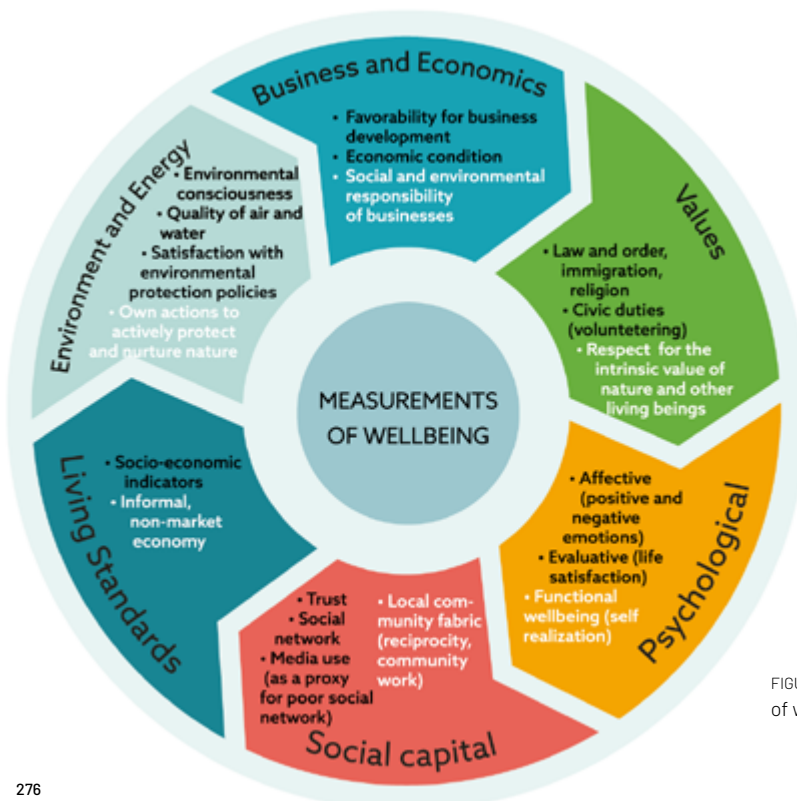 Business and Economics
• Favorability for business
development
• Economic condition
• Social and environmental
responsibility
of businesses
Values
• Law and order,
immigration,
religion
• Civic duties
(voluntetering)
• Respect for the
intrinsic value of
nature and other
living beings
Psychological
• Affective
(positive and
negative
emotions)
• Evaluative (life
satisfaction)
• Functional
wellbeing (self
realization)
Social capital
• Trust
• Social
network
• Media use
(as a proxy
for poor social
network)
• Local com-
munity fabric
(reciprocity,
community
work)
Living Standards
• Socio-economic
indicators
• Informal,
non-market
economy
Environment and Energy
• Environmental
consciousness
• Quality of air and
water
• Satisfaction with
environmental
protection policies
• Own actions to
actively protect
and nurture nature
MEASUREMENTS
OF WELLBEING
FIGU
of w
276